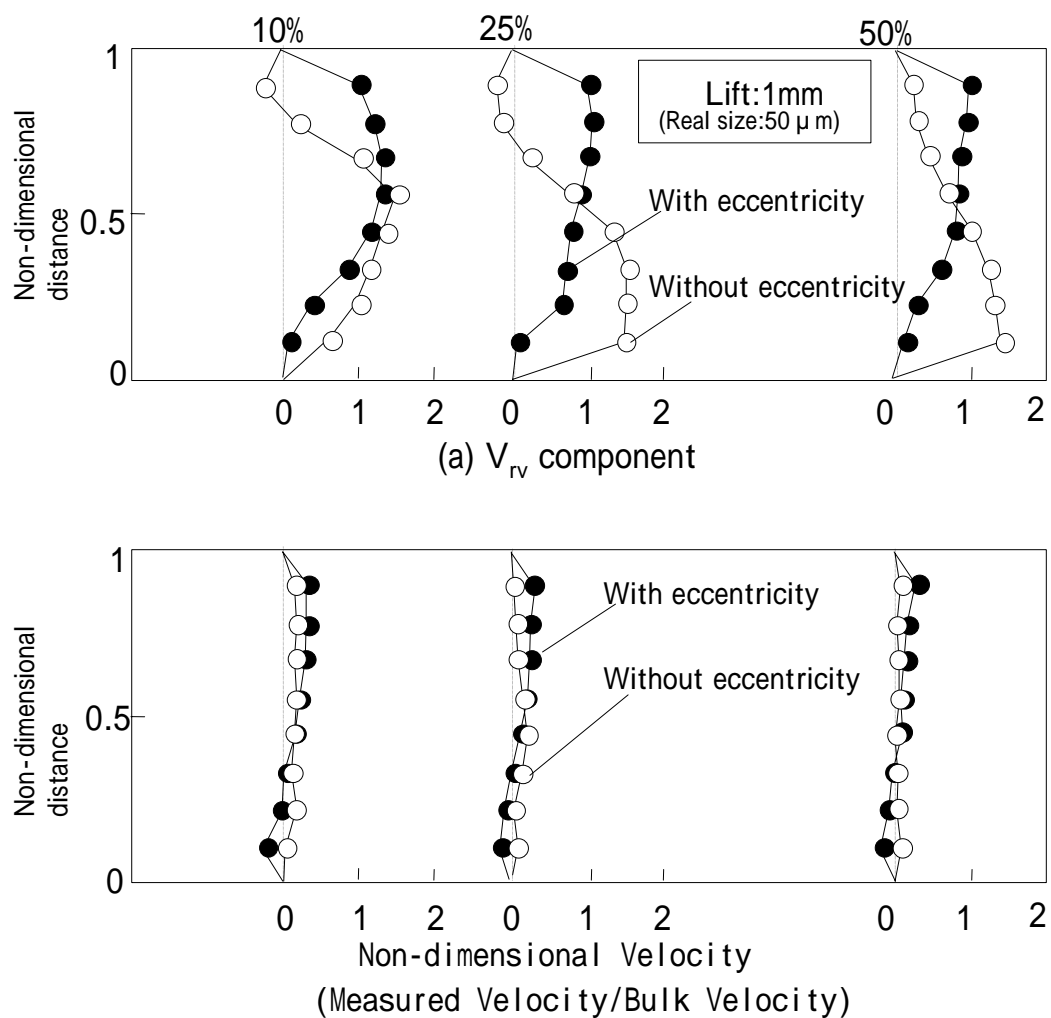 10% 25% 50%
1
Lift:1mm
(Real size:50 μm)
With eccentricity
0.5
Non-dimensional
distance
Without eccentricity
0
0 1 2 0 1 2 0 1 2
(a) Vrv component
1
With eccentricity
Without eccentricity
0.5
Non-dimensional
distance
0
0 1 2 0 1 2 0 1 2
Non-dimensional Velocity
(Measured Velocity/Bulk Velocity)